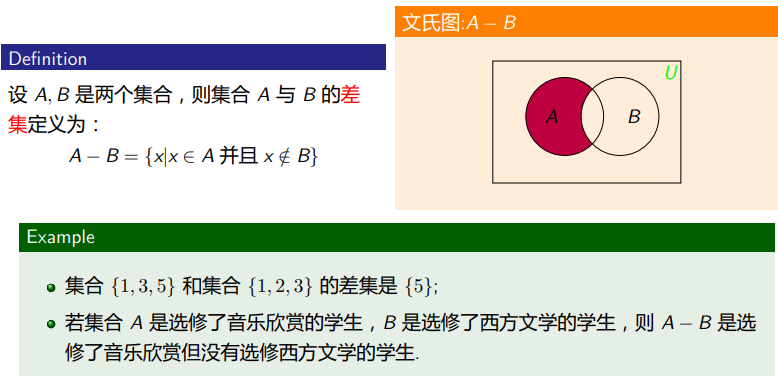 Definition
设 A, B 是两个集合，则集合 A 与 B 的差
集定义为：
A − B = {x|x ∈ A 并且 x ∉ B}
文氏图:A − B
U
A
B
Example
集合 {1, 3, 5} 和集合 {1, 2, 3} 的差集是 {5};
若集合 A 是选修了音乐欣赏的学生，B 是选修了西方文学的学生，则 A − B 是选
修了音乐欣赏但没有选修西方文学的学生.